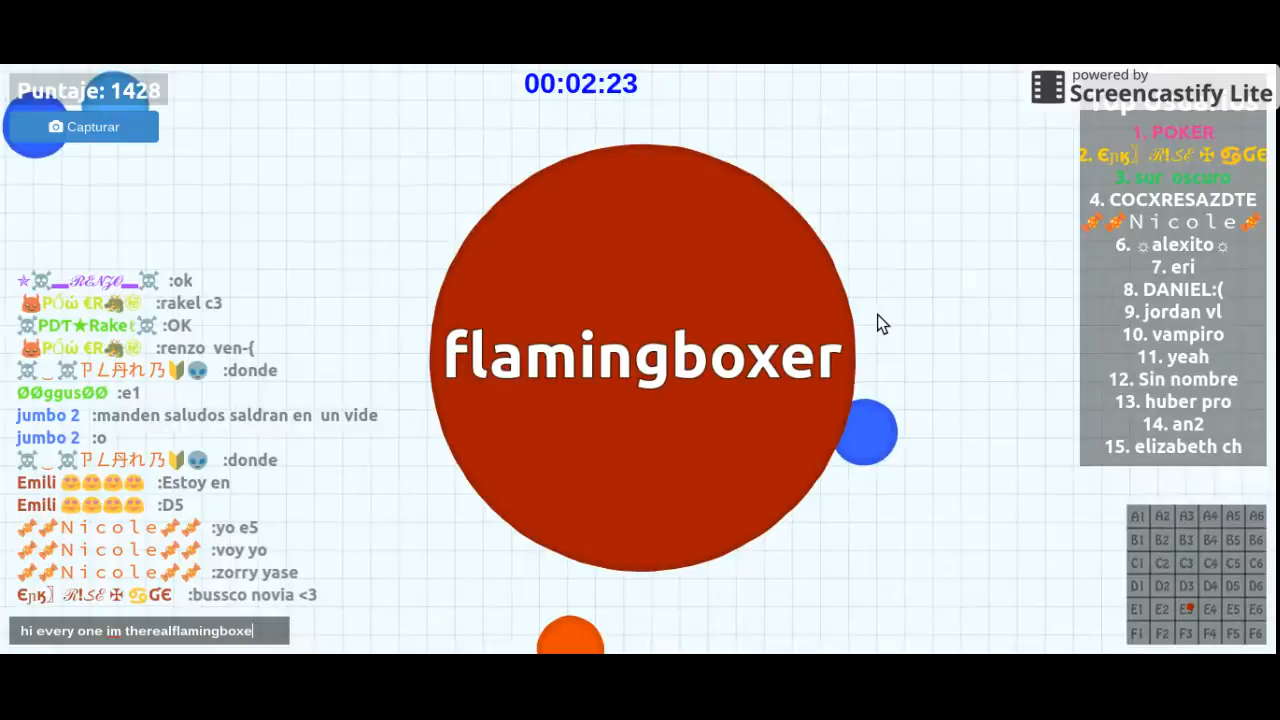 00:02:23
powered by
Screencastify Lite
Puntaje: 1428
Capturar
1. POKER
3. sur oscuro
4. COCXRESAZDTE
🍬🍬Ｎｉｃｏｌｅ🍬
6. ☼alexito☼
7. eri
8. DANIEL:(
9. jordan vl
10. vampiro
11. yeah
12. Sin nombre
13. huber pro
14. an2
15. elizabeth ch
flamingboxer
☠️▬ℛℰNZO▬☠️ :ok
:rakel c3
☠️PDT★Raket☠️ :OK
:renzo ven-{
:donde
ØØggusØØ :e1
jumbo 2 :manden saludos saldran en un vide
jumbo 2 :o
:donde
Emili 😍😍😍😍 :Estoy en
Emili 😍😍😍😍 :D5
🍬🍬Ｎｉｃｏｌｅ🍬🍬 :yo e5
🍬🍬Ｎｉｃｏｌｅ🍬🍬 :voy yo
🍬🍬Ｎｉｃｏｌｅ🍬🍬 :zorry yase
:bussco novia <3
hi every one im therealflamingboxe
A1 A2 A3 A4 A5 A6
B1 B2 B3 B4 B5 B6
C1 C2 C3 C4 C5 C6
D1 D2 D3 D4 D5 D6
E1 E2 E3 E4 E5 E6
F1 F2 F3 F4 F5 F6